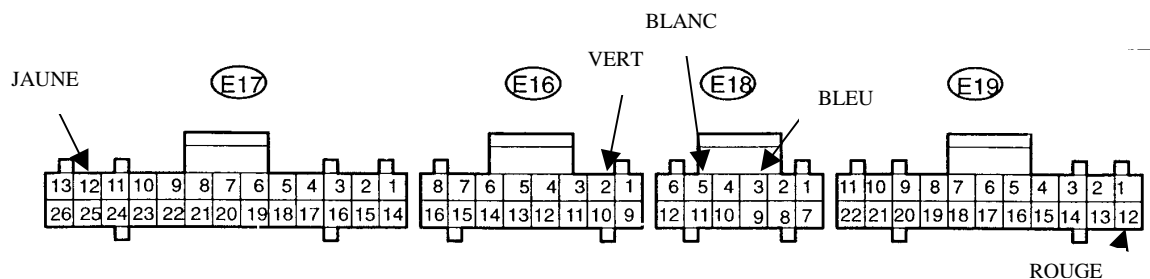 BLANC
VERT
JAUNE
E17
E16
E18
E19
BLEU
13 12 11 10 9 8 7 6 5 4 3 2 1
26 25 24 23 22 21 20 19 18 17 16 15 14
8 7 6 5 4 3 2 1
16 15 14 13 12 11 10 9
6 5 4 3 2 1
12 11 10 9 8 7
11 10 9 8 7 6 5 4 3 2 1
22 21 20 19 18 17 16 15 14 13 12
ROUGE